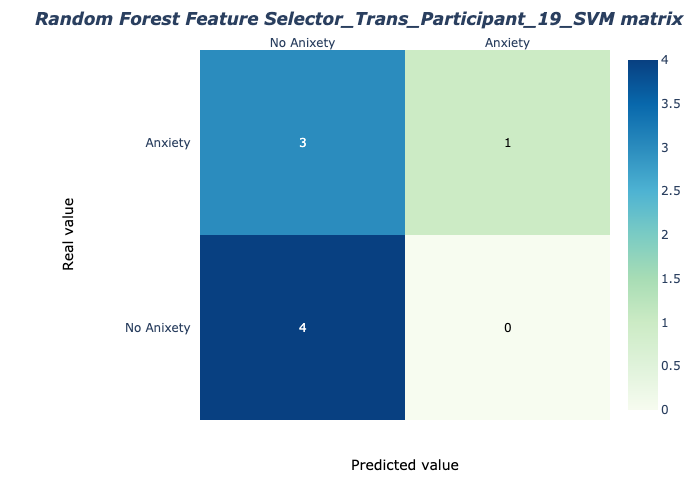 Random Forest Feature Selector_Trans_Participant_19_SVM matrix
No Anixety
Anxiety
4
3.5
3
2.5
2
1.5
1
0.5
0
Anxiety
3
1
Real value
No Anixety
4
0
Predicted value